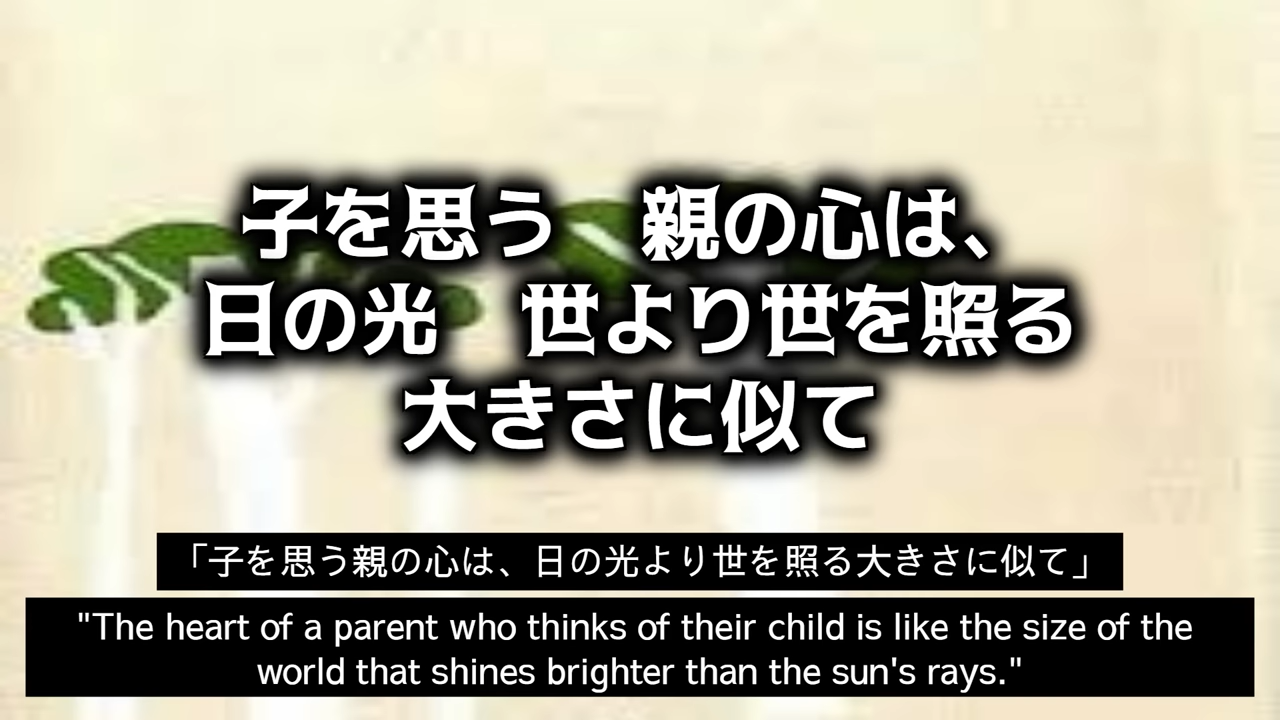 子を思う　親の心は、
日の光　世より世を照る
大きさに似て
「子を思う親の心は、日の光より世を照る大きさに似て」
"The heart of a parent who thinks of their child is like the size of the
world that shines brighter than the sun's rays."